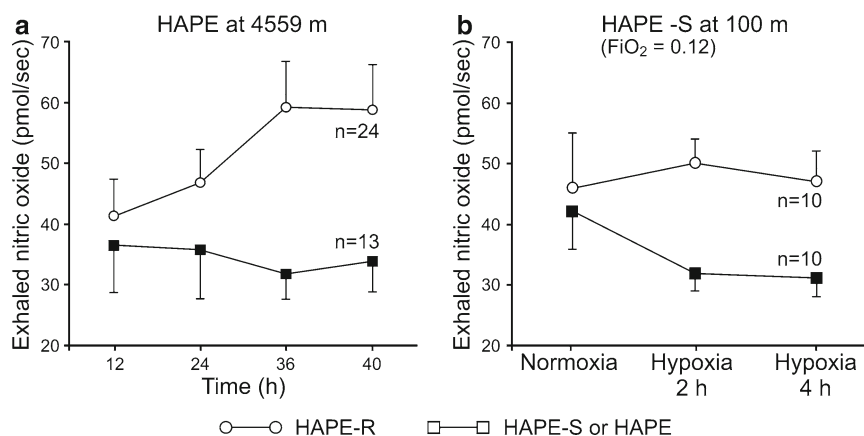 a
HAPE at 4559 m
Exhaled nitric oxide (pmol/sec)
70
60
50
40
30
20
n=24
n=13
12
24
36
40
Time (h)
b
HAPE -S at 100 m
(FiO₂ = 0.12)
Exhaled nitric oxide (pmol/sec)
70
60
50
40
30
20
n=10
n=10
Normoxia
Hypoxia
2 h
Hypoxia
4 h
HAPE-R
HAPE-S or HAPE